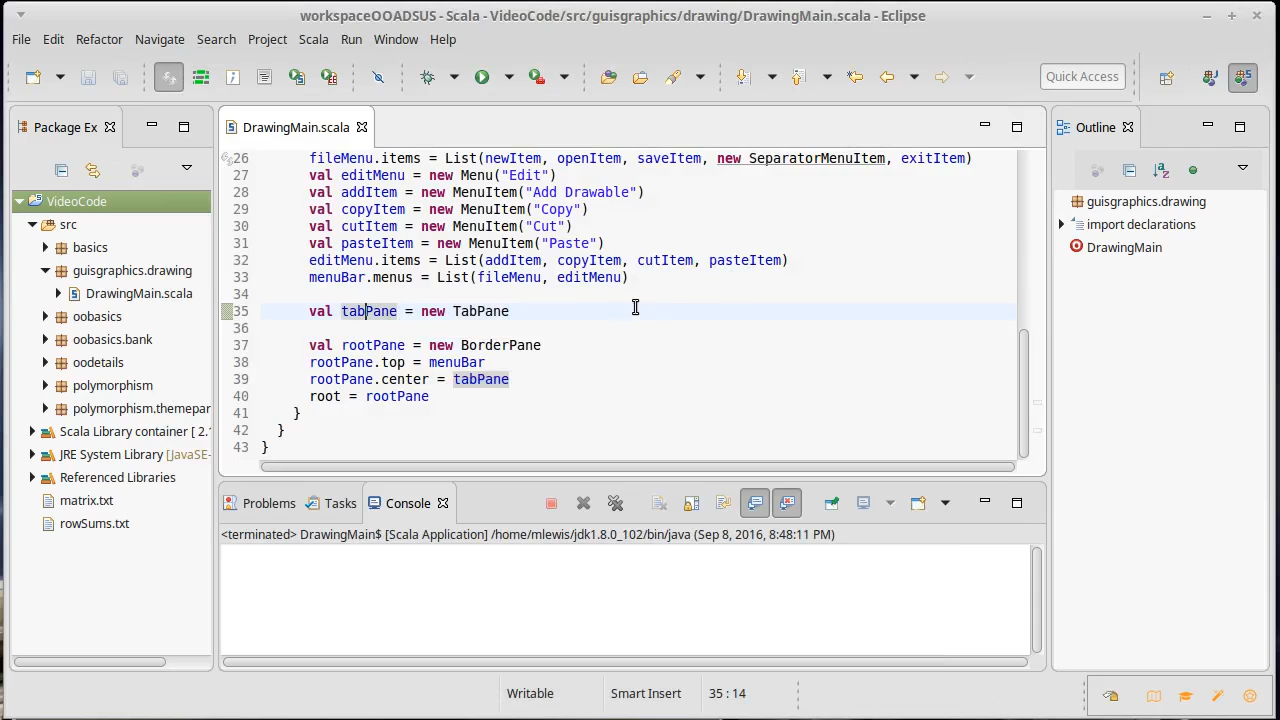 workspaceOOADSUS - Scala - VideoCode/src/guisgraphics/drawing/DrawingMain.scala - Eclipse
File Edit Refactor Navigate Search Project Scala Run Window Help
Quick Access
Package Ex
VideoCode
src
basics
guisgraphics.drawing
DrawingMain.scala
oobasics
oobasics.bank
oodetails
polymorphism
polymorphism.themepar
Scala Library container [ 2.
JRE System Library [JavaSE-
Referenced Libraries
matrix.txt
rowSums.txt
DrawingMain.scala
26 fileMenu.items = List(newItem, openItem, saveItem, new SeparatorMenuItem, exitItem)
27 val editMenu = new Menu("Edit")
28 val addItem = new MenuItem("Add Drawable")
29 val copyItem = new MenuItem("Copy")
30 val cutItem = new MenuItem("Cut")
31 val pasteItem = new MenuItem("Paste")
32 editMenu.items = List(addItem, copyItem, cutItem, pasteItem)
33 menuBar.menus = List(fileMenu, editMenu)
34
35 val tabPane = new TabPane
36
37 val rootPane = new BorderPane
38 rootPane.top = menuBar
39 rootPane.center = tabPane
40 root = rootPane
41 }
42 }
43 }
Outline
guisgraphics.drawing
import declarations
DrawingMain
Problems Tasks Console
<terminated> DrawingMain$ [Scala Application] /home/mlewis/jdk1.8.0_102/bin/java (Sep 8, 2016, 8:48:11 PM)
Writable Smart Insert 35 : 14